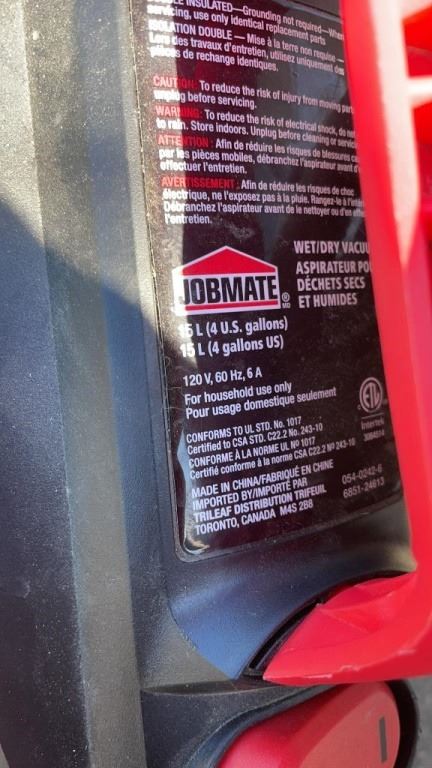 INSULATED—Grounding not required—When
servicing, use only identical replacement parts
ISOLATION DOUBLE – Mise à la terre non requise –
Lors des travaux d'entretien, utilisez uniquement des
pièces de rechange identiques.
CAUTION: To reduce the risk of injury from moving parts
unplug before servicing.
WARNING: To reduce the risk of electrical shock, do not
to rain. Store indoors. Unplug before cleaning or
ATTENTION: Afin de réduire les risques de blessures
par les pièces mobiles, débranchez l'aspirateur avant
effectuer l'entretien.
AVERTISSEMENT: Afin de réduire les risques de choc
électrique, ne l'exposez pas à la pluie. Rangez-le à
Débranchez l'aspirateur avant de le nettoyer ou d'en
l'entretien.
WET/DRY
ASPIRATEUR
DÉCHETS SECS
ET HUMIDES
JOBMATE ® MD
15 L (4 U.S. gallons)
15 L (4 gallons US)
120 V, 60 Hz, 6 A
For household use only
Pour usage domestique seulement
ETL
Intertek
3084514
CONFORMS TO UL STD. No. 1017
Certified to CSA STD. C22.2 No. 243-10
CONFORME À LA NORME UL Nº 1017
Certifié conforme à la norme CSA C22.2 Nº 243-10
MADE IN CHINA/FABRIQUÉ EN CHINE
IMPORTED BY/IMPORTÉ PAR
TRILEAF DISTRIBUTION TRIFEUIL
TORONTO, CANADA M4S 2B8
054-0242-6
6851-24613